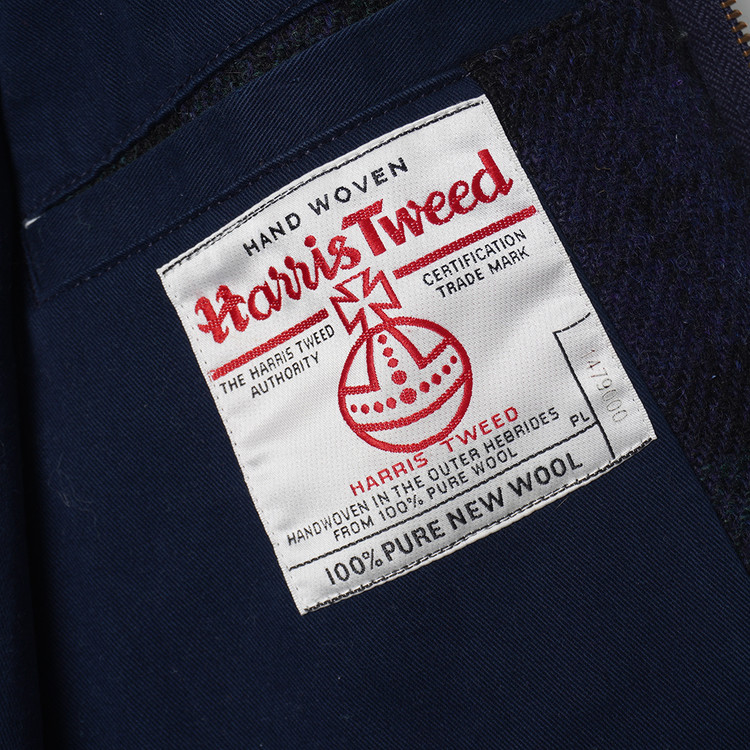 HAND WOVEN
Harris Tweed
THE HARRIS TWEED
AUTHORITY
CERTIFICATION
TRADE MARK
HARRIS TWEED
HANDWOVEN IN THE OUTER HEBRIDES
FROM 100% PURE WOOL
PL
1479000
100% PURE NEW WOOL